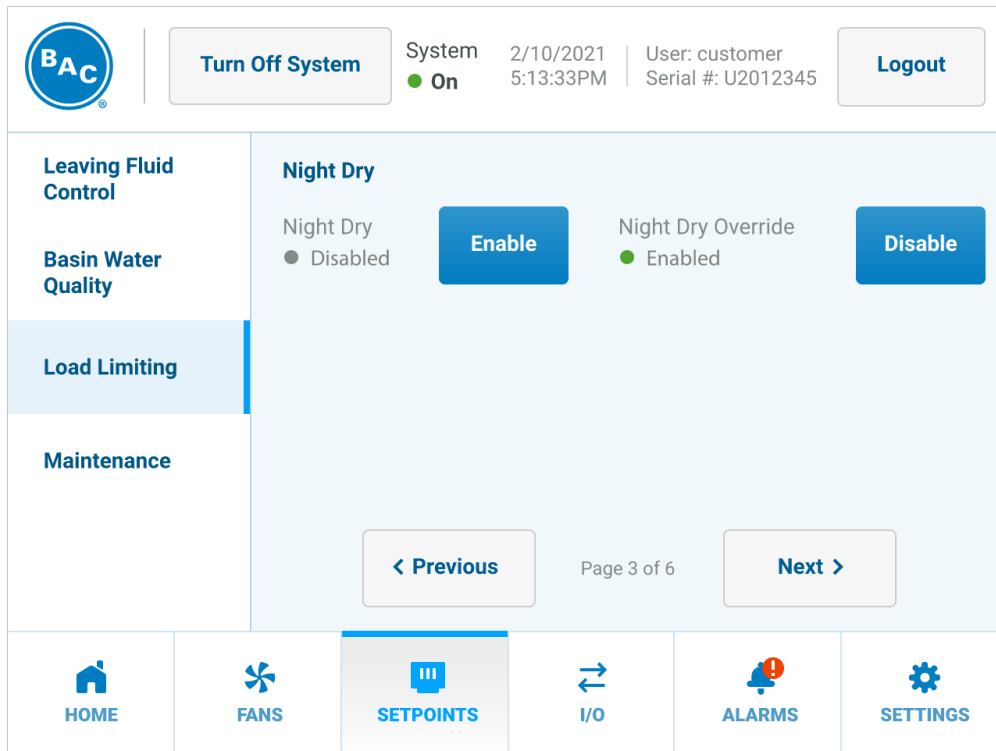 BAC
®
Turn Off System
System
On
2/10/2021
5:13:33PM
User: customer
Serial #: U2012345
Logout
Leaving Fluid
Control
Basin Water
Quality
Load Limiting
Maintenance
Night Dry
Night Dry
Disabled
Enable
Night Dry Override
Enabled
Disable
< Previous
Page 3 of 6
Next >
HOME
FANS
SETPOINTS
I/O
!
ALARMS
SETTINGS